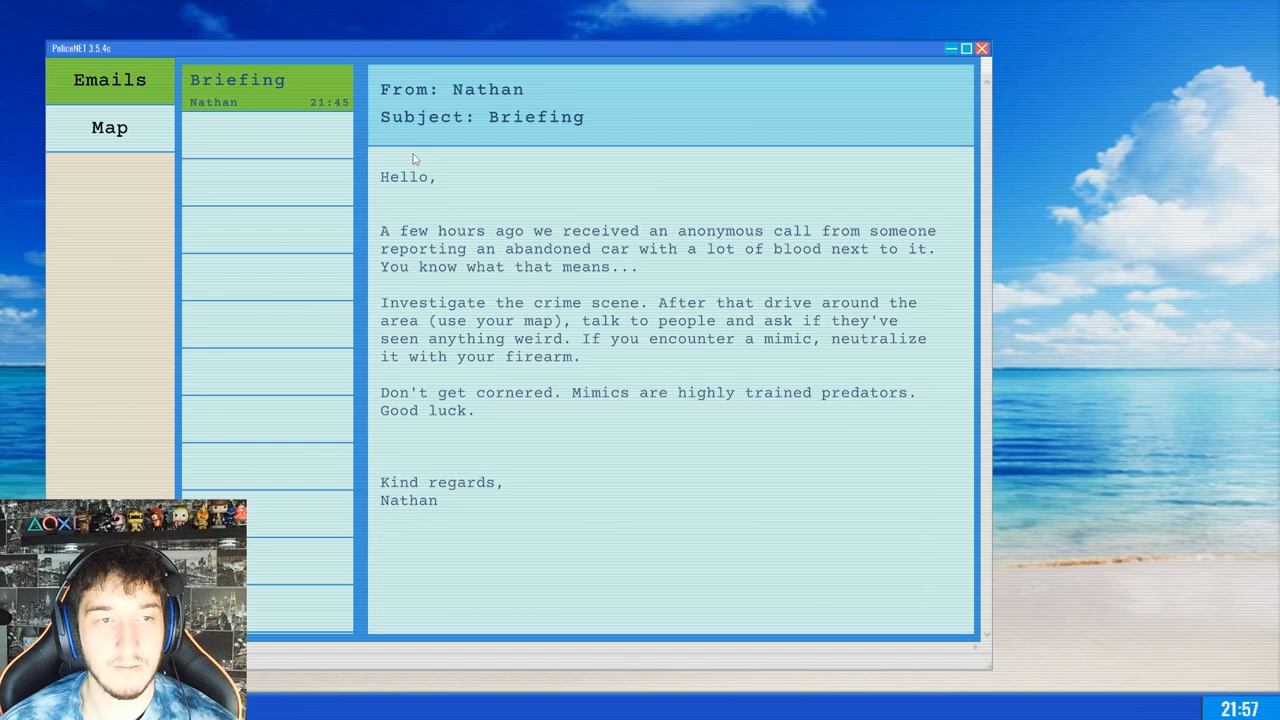 PoliceNET 3.5.4c
Emails
Map
Briefing
Nathan 21:45
From: Nathan
Subject: Briefing
Hello,
A few hours ago we received an anonymous call from someone
reporting an abandoned car with a lot of blood next to it.
You know what that means...
Investigate the crime scene. After that drive around the
area (use your map), talk to people and ask if they've
seen anything weird. If you encounter a mimic, neutralize
it with your firearm.
Don't get cornered. Mimics are highly trained predators.
Good luck.
Kind regards,
Nathan
21:57